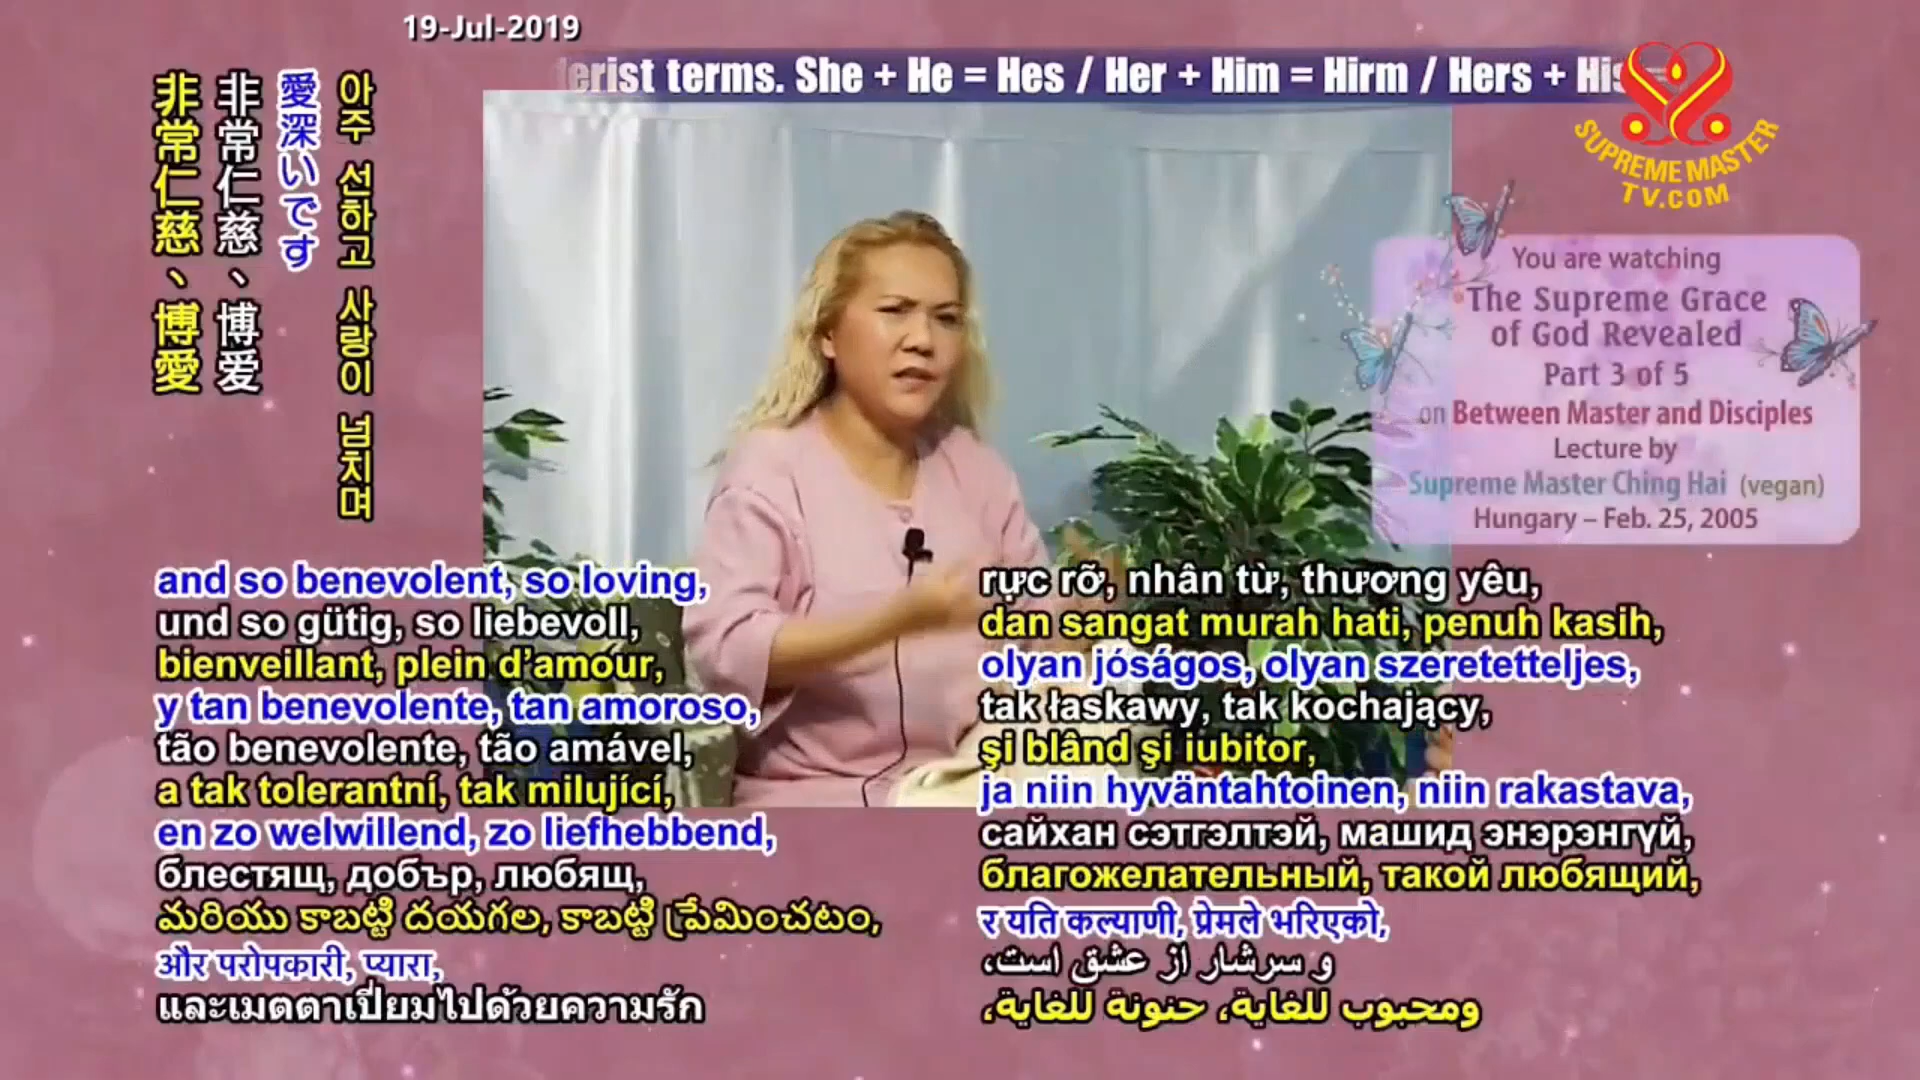 19-Jul-2019
erist terms. She + He = Hes / Her + Him = Hirm / Hers + His
SUPREME MASTER
TV.COM
아주 선하고 사랑이 넘치며
愛深いです
非常仁慈、博爱
非常仁慈、博愛
You are watching
The Supreme Grace
of God Revealed
Part 3 of 5
on Between Master and Disciples
Lecture by
Supreme Master Ching Hai (vegan)
Hungary – Feb. 25, 2005
and so benevolent, so loving,
und so gütig, so liebevoll,
bienveillant, plein d’amour,
y tan benevolente, tan amoroso,
tão benevolente, tão amável,
a tak tolerantní, tak milující,
en zo welwillend, zo liefhebbend,
блестящ, добър, любящ,
మరియు కాబట్టి దయగల, కాబట్టి ప్రేమించటం,
और परोपकारी, प्यारा,
และเมตตาเปี่ยมไปด้วยความรัก
rực rỡ, nhân từ, thương yêu,
dan sangat murah hati, penuh kasih,
olyan jóságos, olyan szeretetteljes,
tak łaskawy, tak kochający,
şi blând şi iubitor,
ja niin hyväntahtoinen, niin rakastava,
сайхан сэтгэлтэй, машид энэрэнгүй,
благожелательный, такой любящий,
र यति कल्याणी, प्रेमले भरिएको,
و سرشار از عشق است،
ومحبوب للغاية، حنونة للغاية،